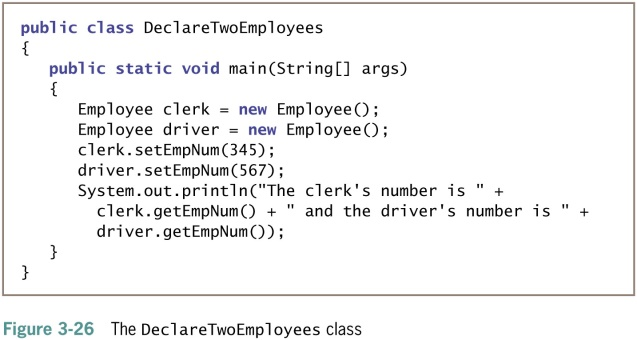 public class DeclareTwoEmployees
{
   public static void main(String[] args)
   {
      Employee clerk = new Employee();
      Employee driver = new Employee();
      clerk.setEmpNum(345);
      driver.setEmpNum(567);
      System.out.println("The clerk's number is " +
        clerk.getEmpNum() + " and the driver's number is " +
        driver.getEmpNum());
   }
}
Figure 3-26 The DeclareTwoEmployees class